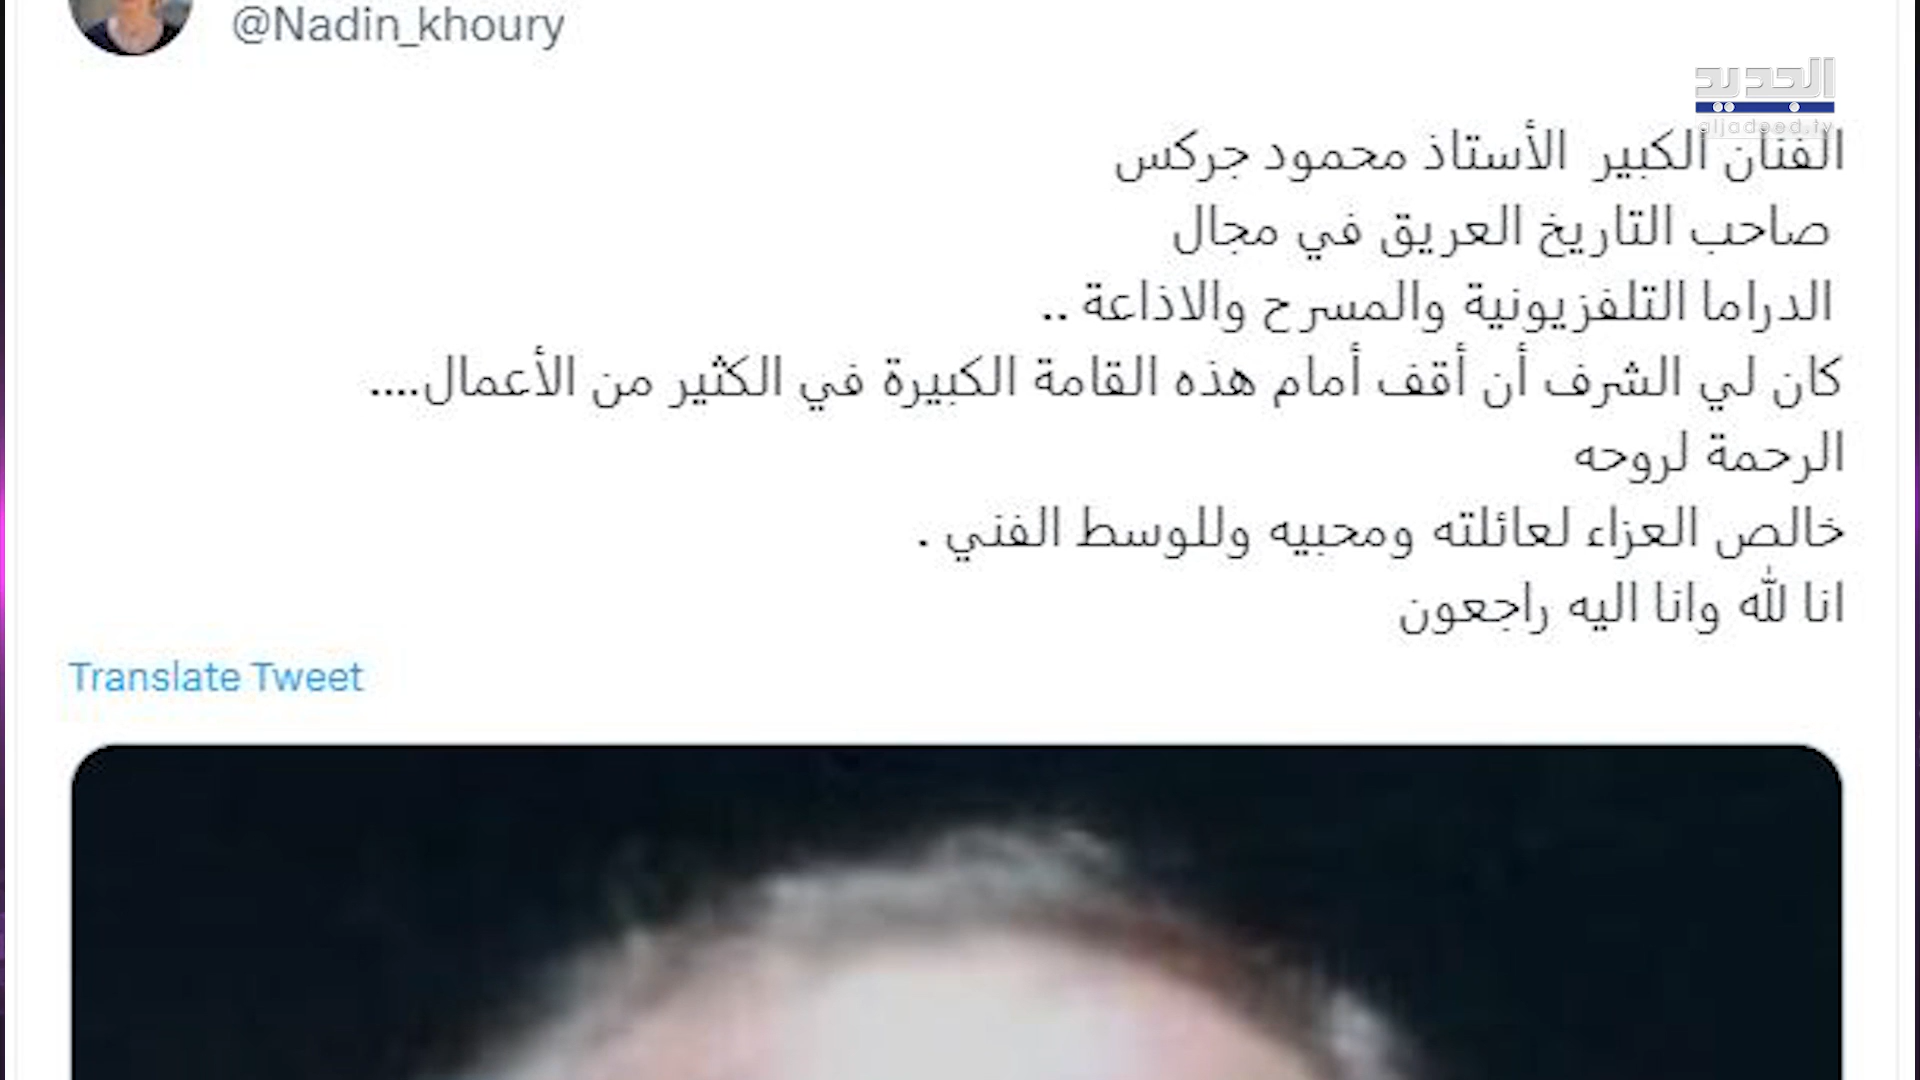 @Nadin_khoury
الجديد
aljadeed.tv
الفنان الكبير الأستاذ محمود جركس
صاحب التاريخ العريق في مجال
الدراما التلفزيونية والمسرح والاذاعة ..
كان لي الشرف أن أقف أمام هذه القامة الكبيرة في الكثير من الأعمال....
الرحمة لروحه
خالص العزاء لعائلته ومحبيه وللوسط الفني .
انا لله وانا اليه راجعون
Translate Tweet